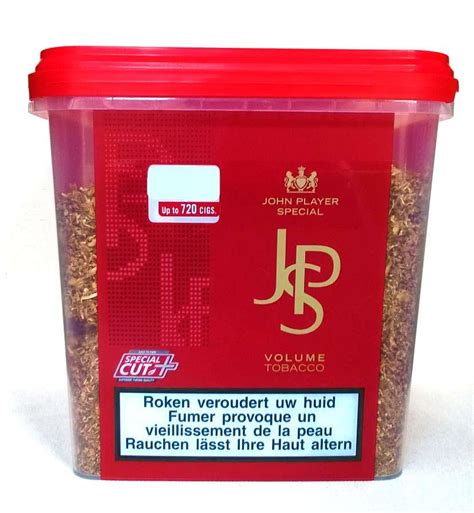 Up to 720 CIGS.
JOHN PLAYER
SPECIAL
JPS
VOLUME
TOBACCO
SPECIAL
CUT+
Roken veroudert uw huid
Fumer provoque un
vieillissement de la peau
Rauchen lässt Ihre Haut altern